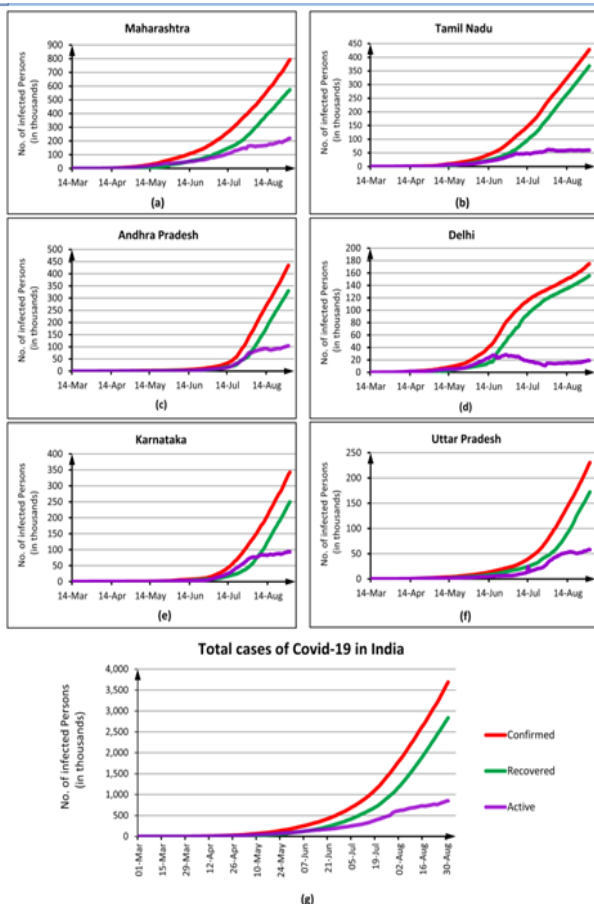 Maharashtra
No. of infected Persons
(in thousands)
900
800
700
600
500
400
300
200
100
0
14-Mar 14-Apr 14-May 14-Jun 14-Jul 14-Aug
(a)
Tamil Nadu
No. of infected Persons
(in thousands)
450
400
350
300
250
200
150
100
50
0
14-Mar 14-Apr 14-May 14-Jun 14-Jul 14-Aug
(b)
Andhra Pradesh
No. of infected Persons
(in thousands)
500
450
400
350
300
250
200
150
100
50
0
14-Mar 14-Apr 14-May 14-Jun 14-Jul 14-Aug
(c)
Delhi
No. of infected Persons
(in thousands)
200
180
160
140
120
100
80
60
40
20
0
14-Mar 14-Apr 14-May 14-Jun 14-Jul 14-Aug
(d)
Karnataka
No. of infected Persons
(in thousands)
400
350
300
250
200
150
100
50
0
14-Mar 14-Apr 14-May 14-Jun 14-Jul 14-Aug
(e)
Uttar Pradesh
No. of infected Persons
(in thousands)
250
200
150
100
50
0
14-Mar 14-Apr 14-May 14-Jun 14-Jul 14-Aug
(f)
Total cases of Covid-19 in India
No. of infected Persons
(in thousands)
4,000
3,500
3,000
2,500
2,000
1,500
1,000
500
0
01-Mar
15-Mar
29-Mar
12-Apr
26-Apr
10-May
24-May
07-Jun
21-Jun
05-Jul
19-Jul
02-Aug
16-Aug
30-Aug
Confirmed
Recovered
Active
(g)